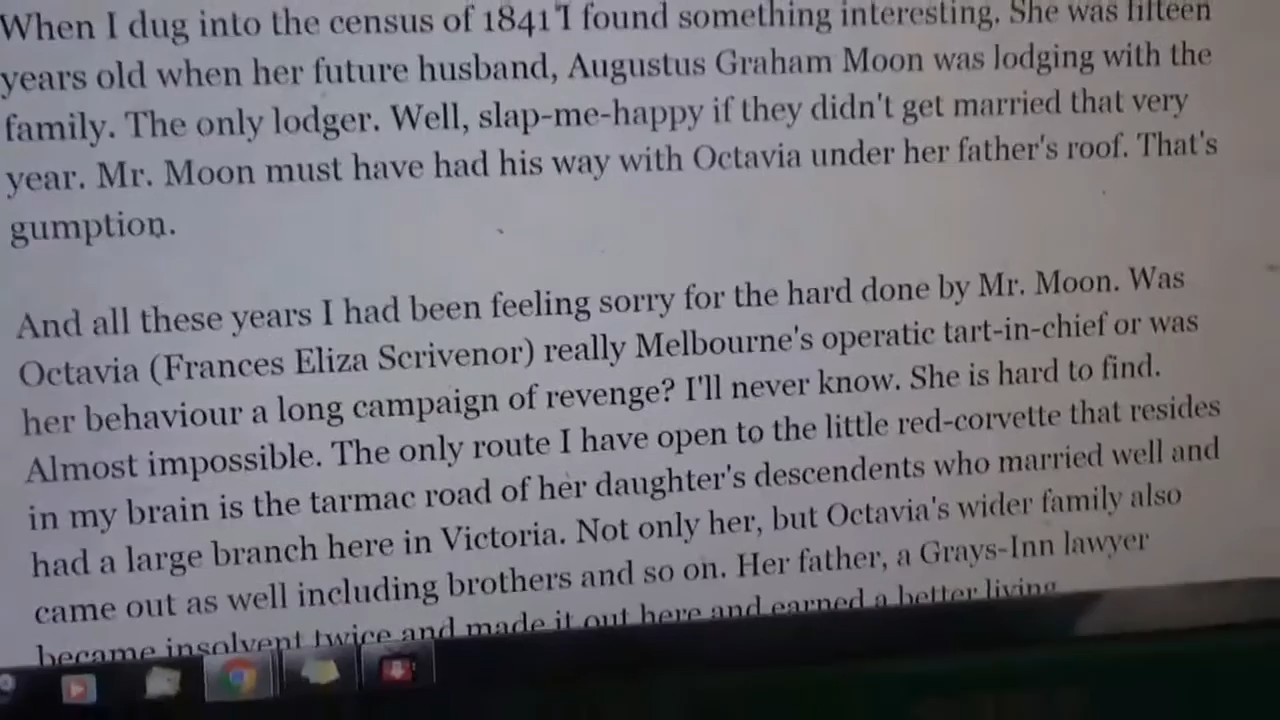 When I dug into the census of 1841 I found something interesting. She was fifteen
years old when her future husband, Augustus Graham Moon was lodging with the
family. The only lodger. Well, slap-me-happy if they didn't get married that very
year. Mr. Moon must have had his way with Octavia under her father's roof. That's
gumption.
And all these years I had been feeling sorry for the hard done by Mr. Moon. Was
Octavia (Frances Eliza Scrivenor) really Melbourne's operatic tart-in-chief or was
her behaviour a long campaign of revenge? I'll never know. She is hard to find.
Almost impossible. The only route I have open to the little red-corvette that resides
in my brain is the tarmac road of her daughter's descendents who married well and
had a large branch here in Victoria. Not only her, but Octavia's wider family also
came out as well including brothers and so on. Her father, a Grays-Inn lawyer
became insolvent twice and made it out here and earned a better living